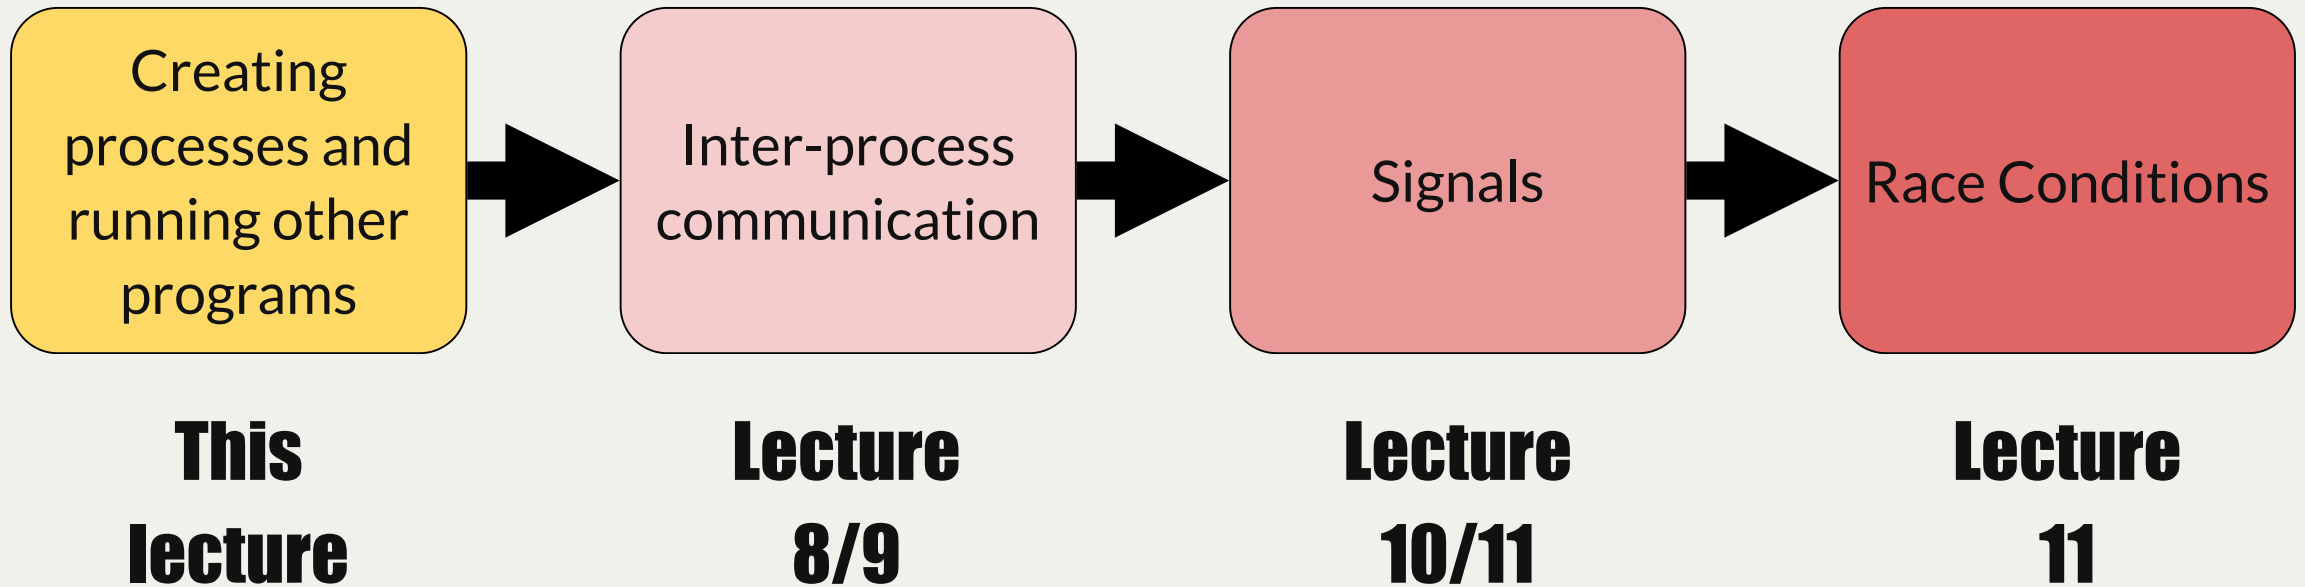 Creating
processes and
running other
programs
Inter-process
communication
Signals
Race Conditions
This
lecture
Lecture
8/9
Lecture
10/11
Lecture
11